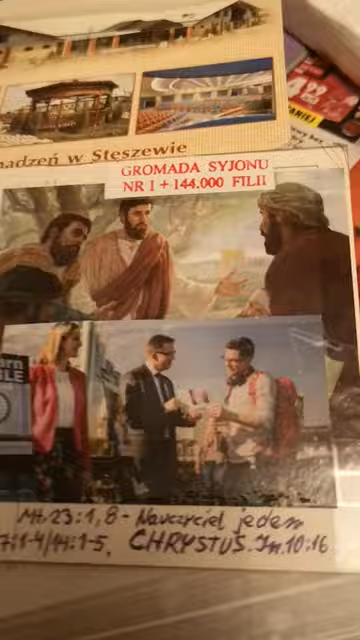 nadzeń w Stęszewie
GROMADA SYJONU
NR 1 + 144.000 FILII
Mt. 23:1,8 - Nauczyciel jeden
7:1-4/14:1-5, CHRYSTUS. Jn. 10:16